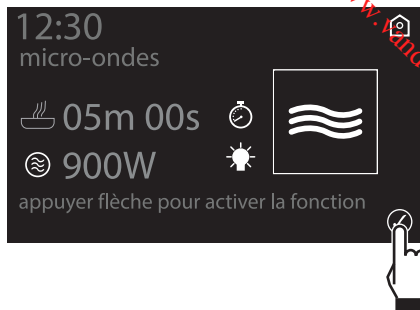 12:30
micro-ondes
05m 00s
900W
appuyer flèche pour activer la fonction